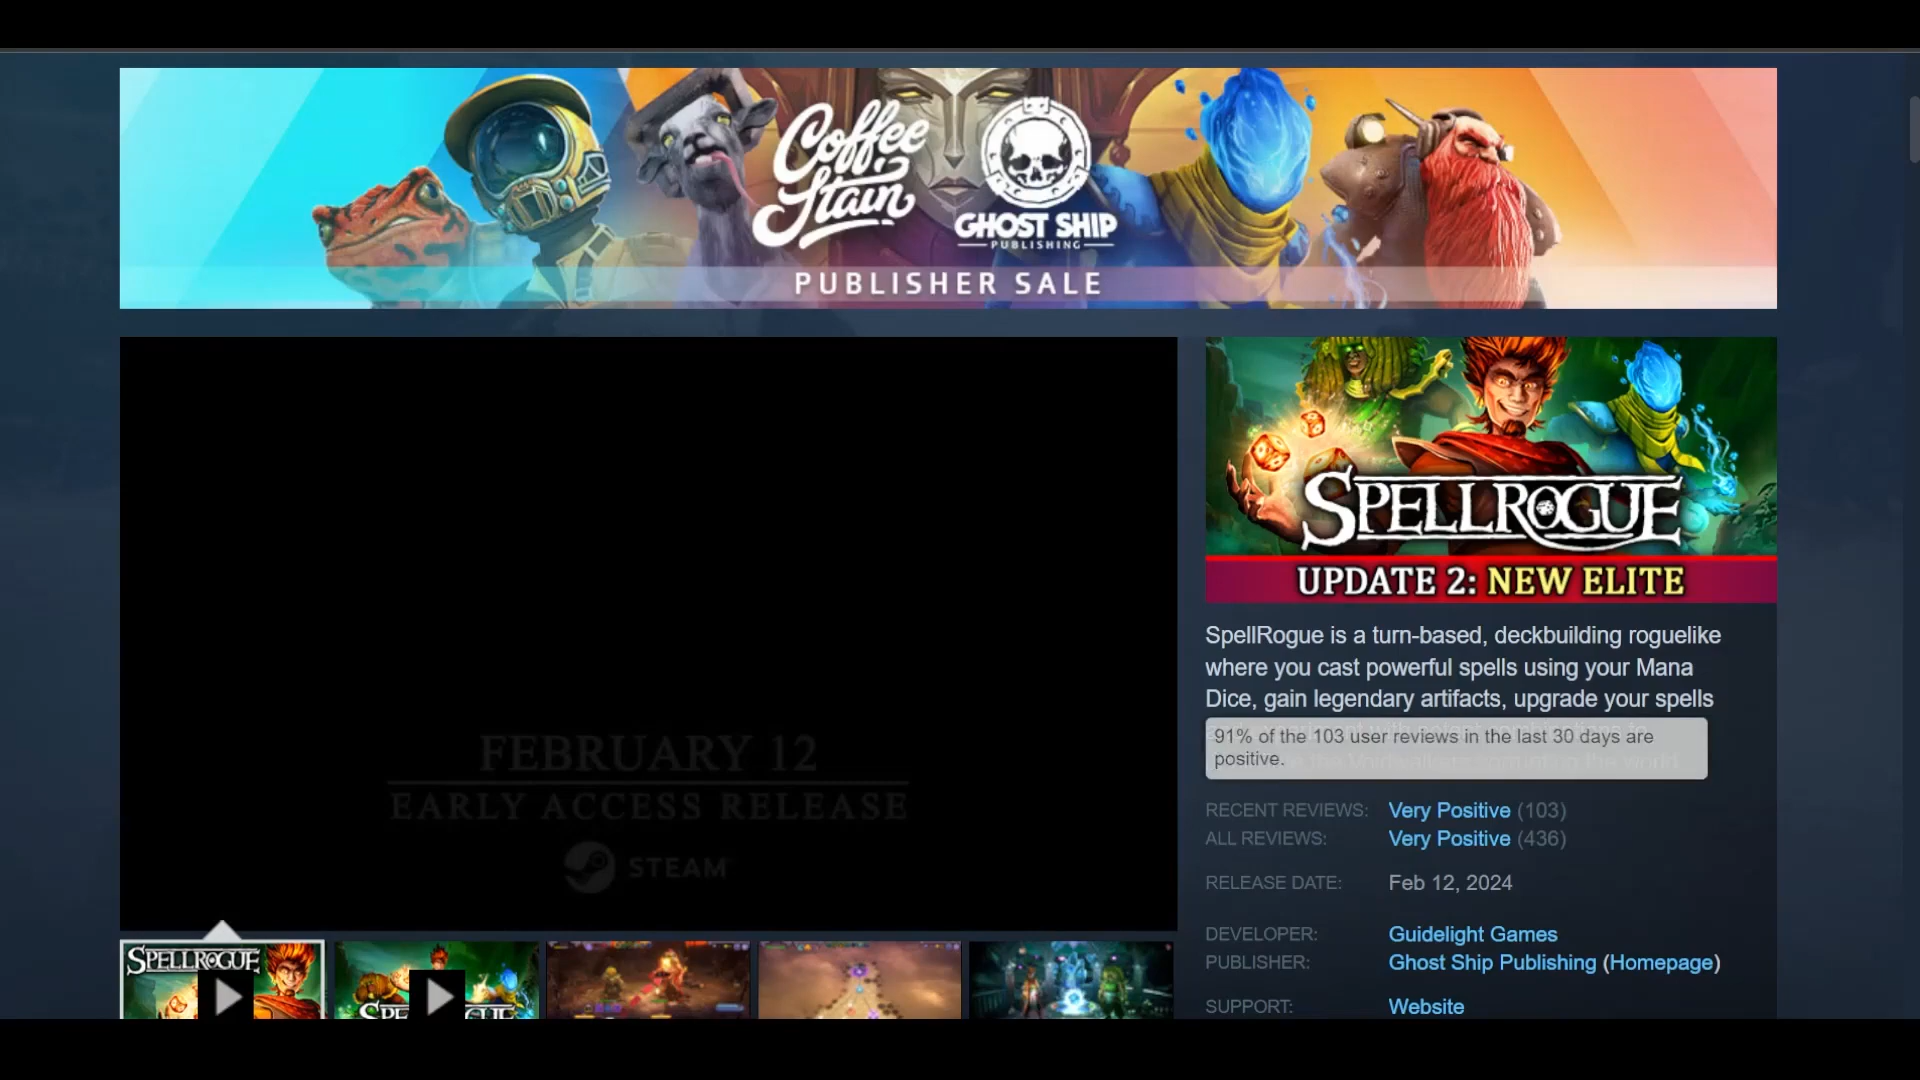 Coffee
Stain
GHOST SHIP
PUBLISHING
PUBLISHER SALE
SPELLROGUE
UPDATE 2: NEW ELITE
SpellRogue is a turn-based, deckbuilding roguelike
where you cast powerful spells using your Mana
Dice, gain legendary artifacts, upgrade your spells
91% of the 103 user reviews in the last 30 days are
positive.
RECENT REVIEWS: Very Positive (103)
ALL REVIEWS: Very Positive (436)
RELEASE DATE: Feb 12, 2024
DEVELOPER: Guidelight Games
PUBLISHER: Ghost Ship Publishing (Homepage)
SUPPORT: Website
FEBRUARY 12
EARLY ACCESS RELEASE
STEAM
SPELLROGUE